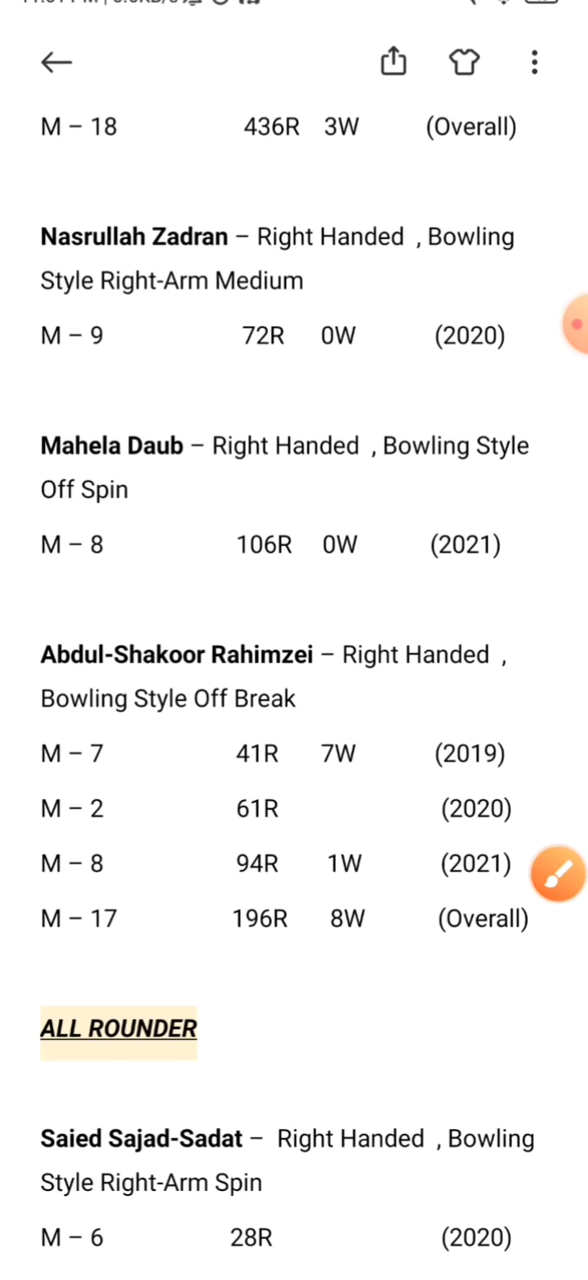 M – 18 436R 3W (Overall)
Nasrullah Zadran – Right Handed , Bowling
Style Right-Arm Medium
M – 9 72R 0W (2020)
Mahela Daub – Right Handed , Bowling Style
Off Spin
M – 8 106R 0W (2021)
Abdul-Shakoor Rahimzei – Right Handed ,
Bowling Style Off Break
M – 7 41R 7W (2019)
M – 2 61R (2020)
M – 8 94R 1W (2021)
M – 17 196R 8W (Overall)
ALL ROUNDER
Saied Sajad-Sadat – Right Handed , Bowling
Style Right-Arm Spin
M – 6 28R (2020)